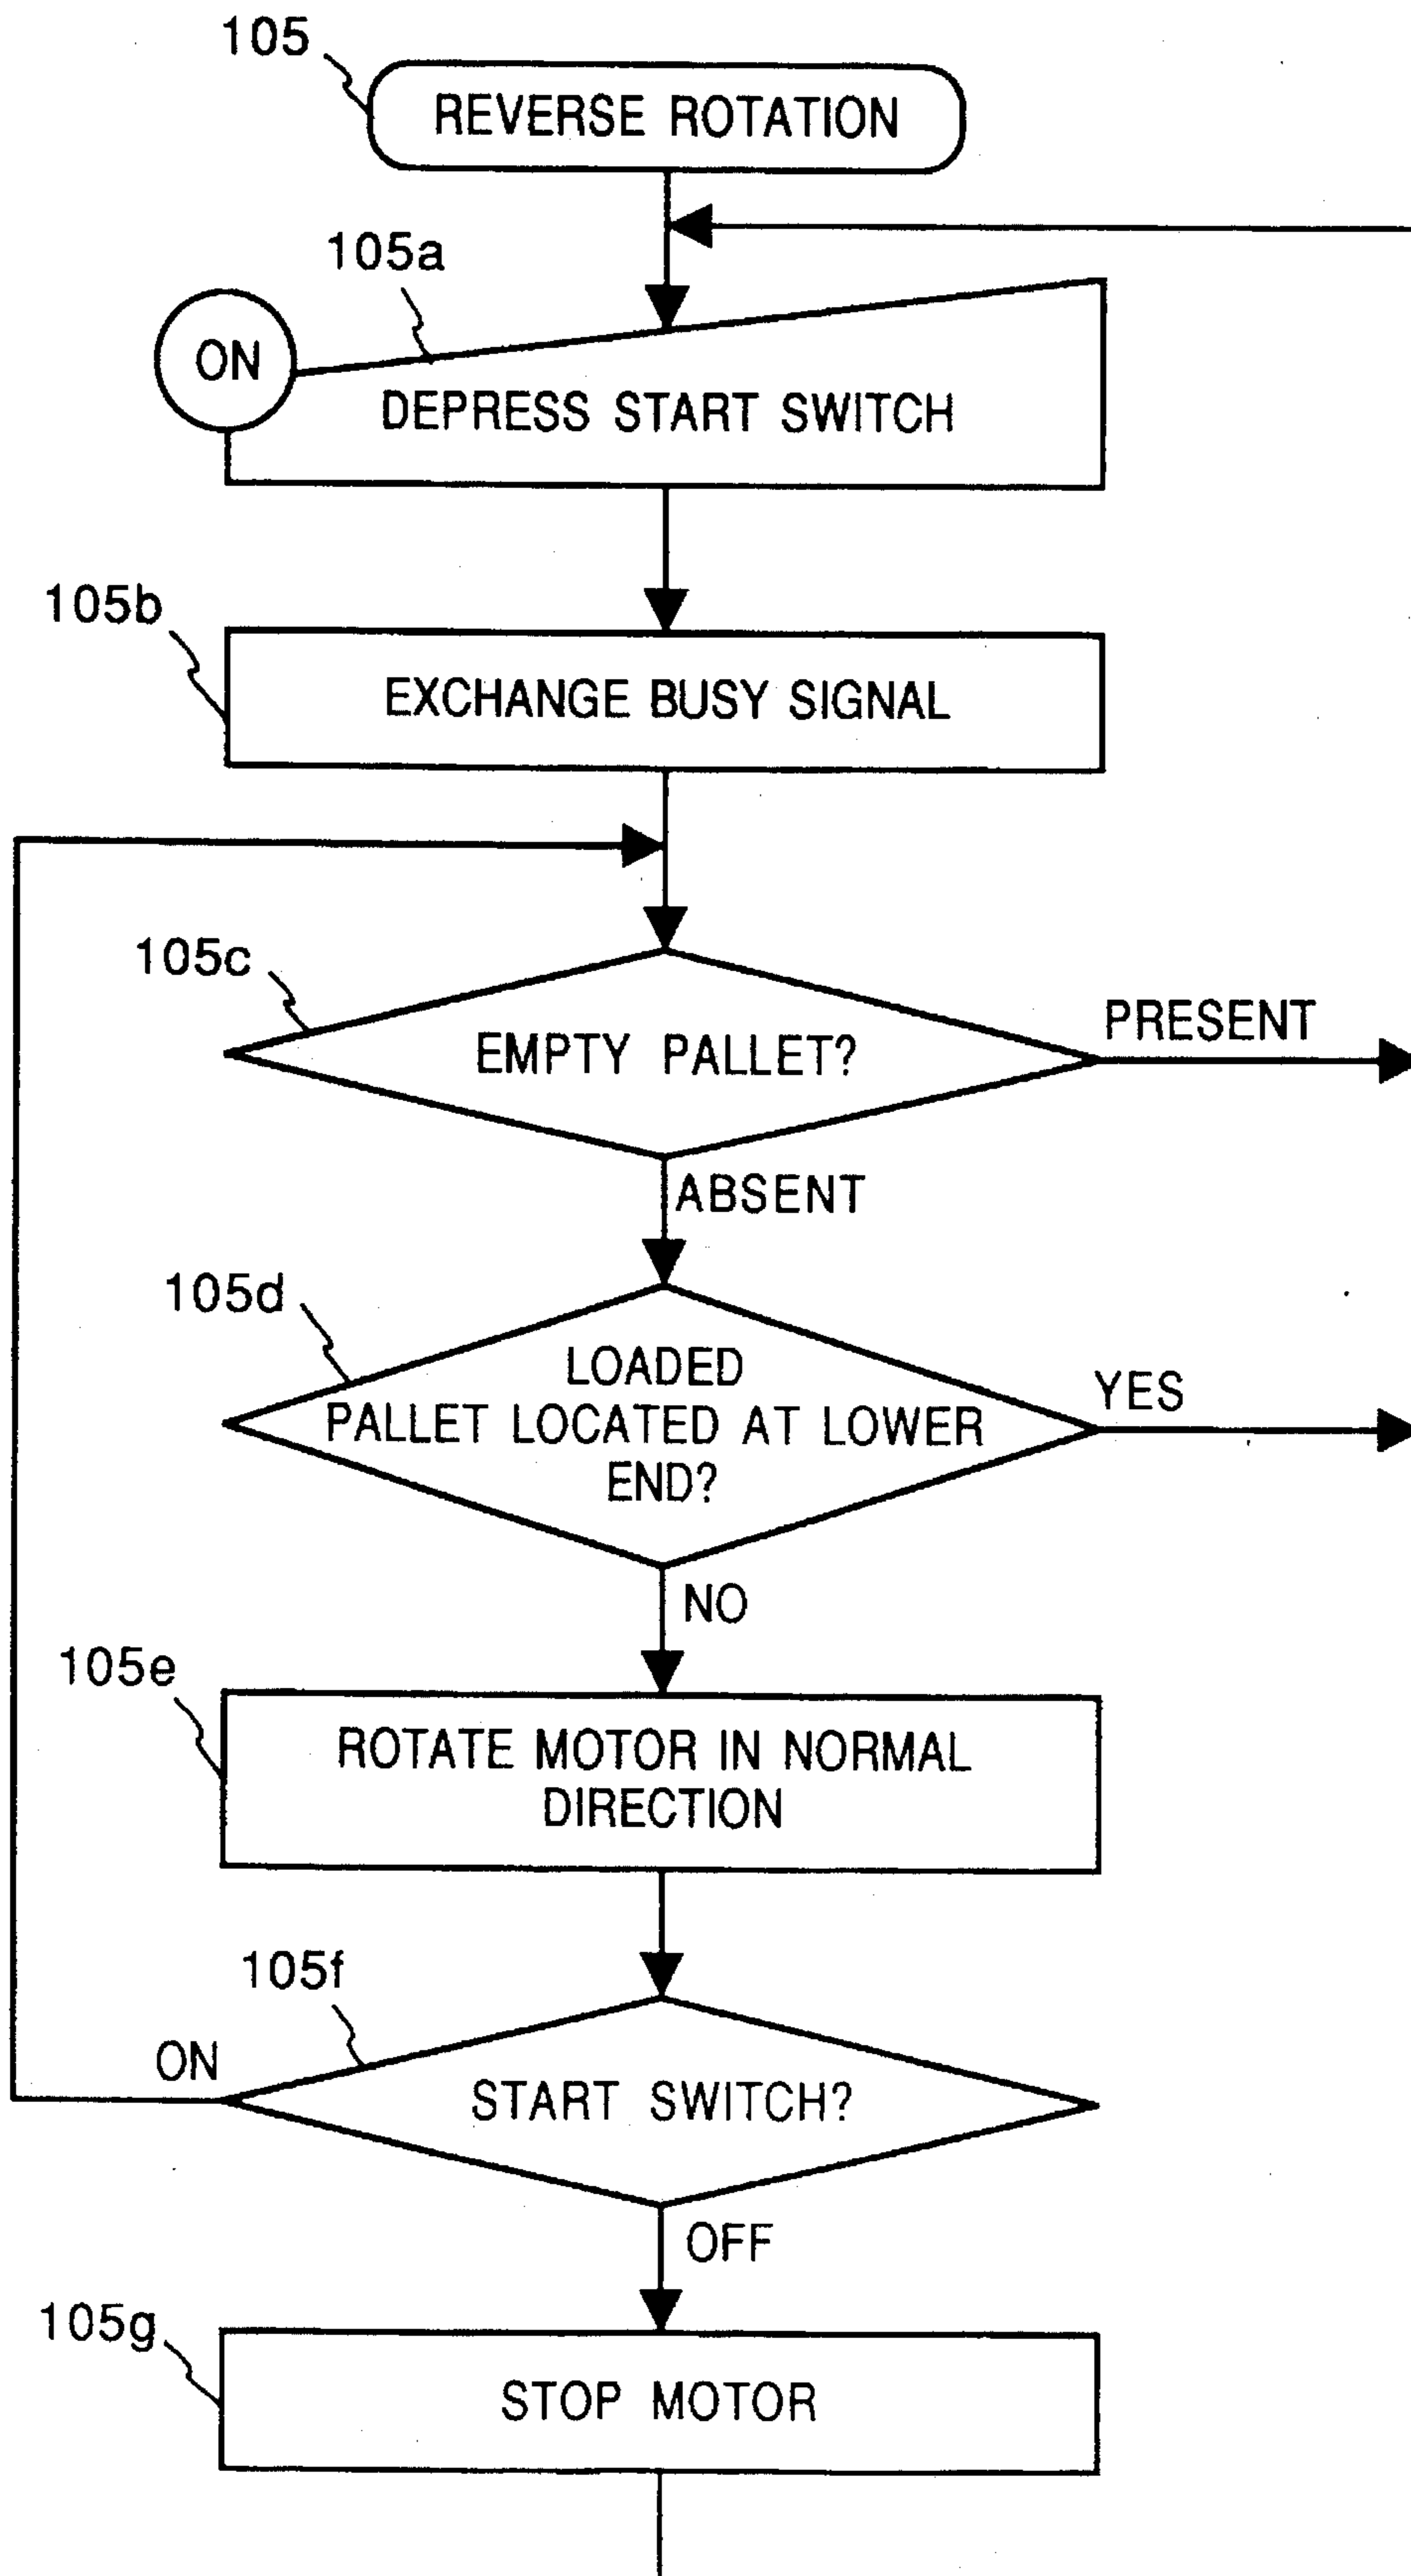 105
REVERSE ROTATION
105a
ON
DEPRESS START SWITCH
105b
EXCHANGE BUSY SIGNAL
105c
EMPTY PALLET?
PRESENT
ABSENT
105d
LOADED
PALLET LOCATED AT LOWER
END?
YES
NO
105e
ROTATE MOTOR IN NORMAL
DIRECTION
105f
ON
START SWITCH?
OFF
105g
STOP MOTOR